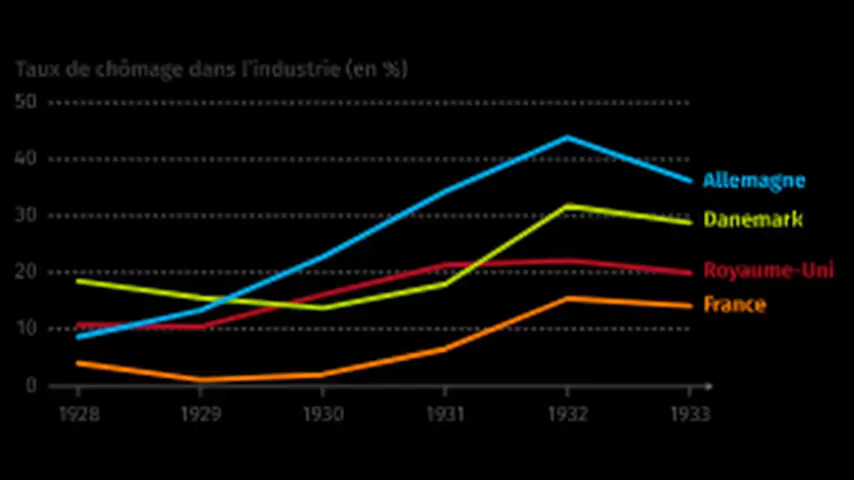 Taux de chômage dans l'industrie (en %)
50
40
30
20
10
0
Allemagne
Danemark
Royaume-Uni
France
1928 1929 1930 1931 1932 1933